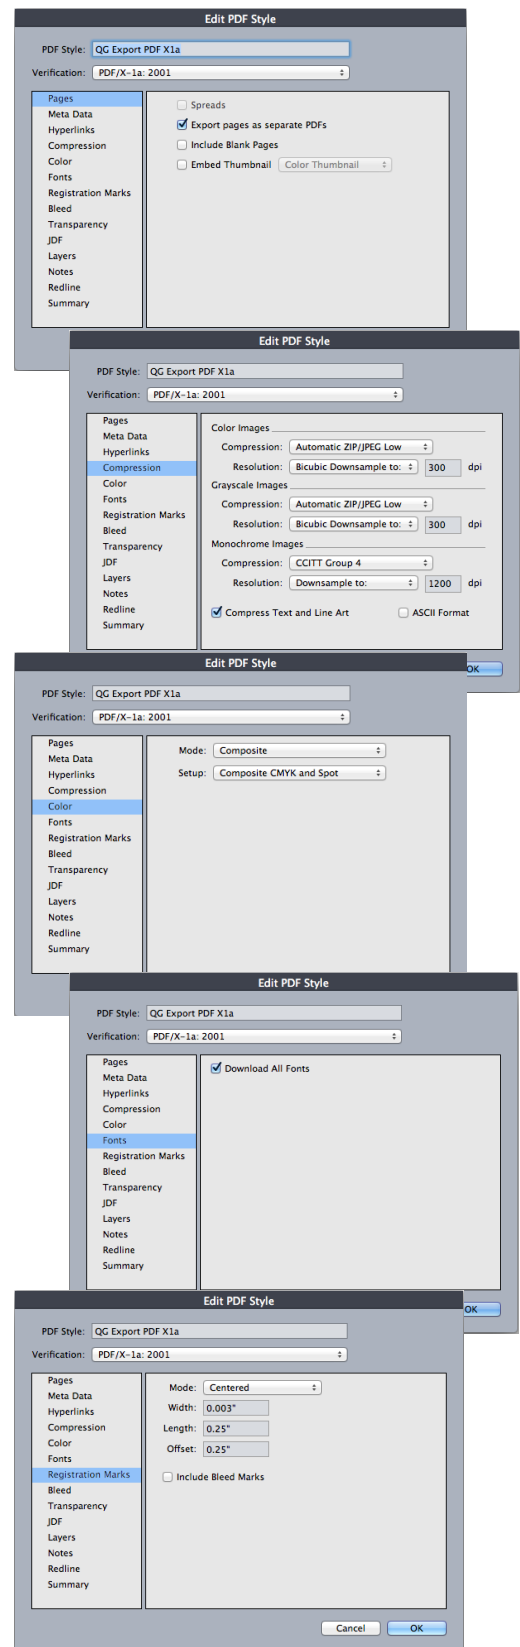 Edit PDF Style
PDF Style: QG Export PDF X1a
Verification: PDF/X-1a: 2001
Pages
Meta Data
Hyperlinks
Compression
Color
Fonts
Registration Marks
Bleed
Transparency
JDF
Layers
Notes
Redline
Summary
Spreads
Export pages as separate PDFs
Include Blank Pages
Embed Thumbnail Color Thumbnail
Edit PDF Style
PDF Style: QG Export PDF X1a
Verification: PDF/X-1a: 2001
Pages
Meta Data
Hyperlinks
Compression
Color
Fonts
Registration Marks
Bleed
Transparency
JDF
Layers
Notes
Redline
Summary
Color Images
Compression: Automatic ZIP/JPEG Low
Resolution: Bicubic Downsample to: 300 dpi
Grayscale Images
Compression: Automatic ZIP/JPEG Low
Resolution: Bicubic Downsample to: 300 dpi
Monochrome Images
Compression: CCITT Group 4
Resolution: Downsample to: 1200 dpi
Compress Text and Line Art ASCII Format
OK
Edit PDF Style
PDF Style: QG Export PDF X1a
Verification: PDF/X-1a: 2001
Pages
Meta Data
Hyperlinks
Compression
Color
Fonts
Registration Marks
Bleed
Transparency
JDF
Layers
Notes
Redline
Summary
Mode: Composite
Setup: Composite CMYK and Spot
Edit PDF Style
PDF Style: QG Export PDF X1a
Verification: PDF/X-1a: 2001
Pages
Meta Data
Hyperlinks
Compression
Color
Fonts
Registration Marks
Bleed
Transparency
JDF
Layers
Notes
Redline
Summary
Download All Fonts
OK
Edit PDF Style
PDF Style: QG Export PDF X1a
Verification: PDF/X-1a: 2001
Pages
Meta Data
Hyperlinks
Compression
Color
Fonts
Registration Marks
Bleed
Transparency
JDF
Layers
Notes
Redline
Summary
Mode: Centered
Width: 0.003"
Length: 0.25"
Offset: 0.25"
Include Bleed Marks
Cancel OK